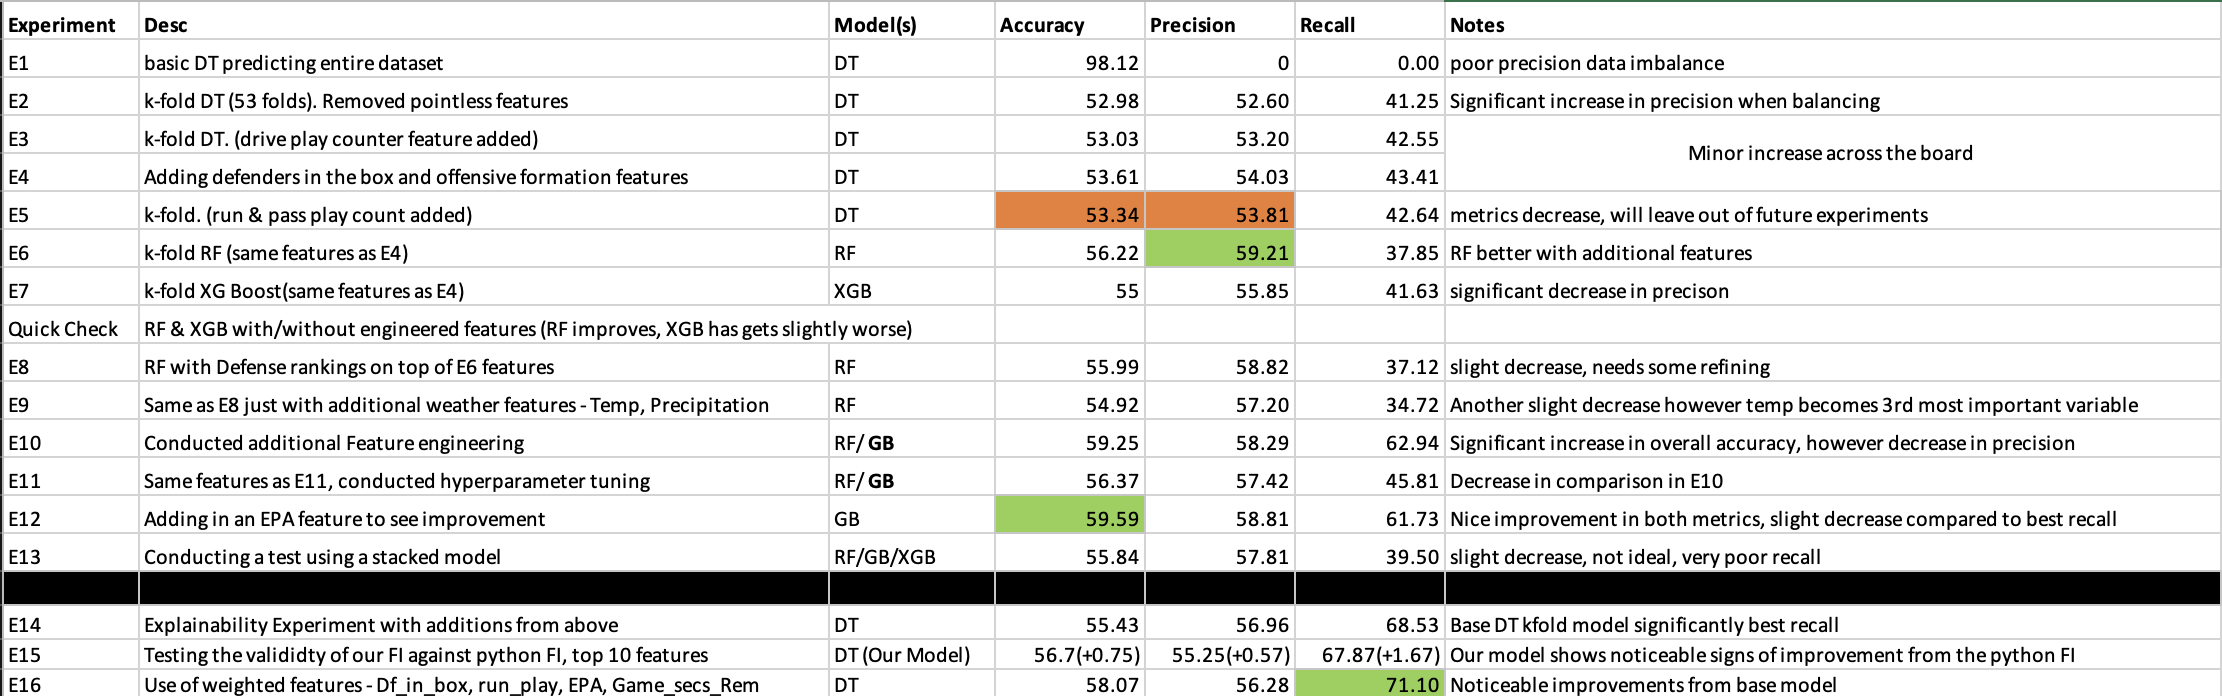 Experiment Desc Model(s) Accuracy Precision Recall Notes
E1 basic DT predicting entire dataset DT 98.12 0 0.00 poor precision data imbalance
E2 k-fold DT (53 folds). Removed pointless features DT 52.98 52.60 41.25 Significant increase in precision when balancing
E3 k-fold DT. (drive play counter feature added) DT 53.03 53.20 42.55
Minor increase across the board
E4 Adding defenders in the box and offensive formation features DT 53.61 54.03 43.41
E5 k-fold. (run & pass play count added) DT 53.34 53.81 42.64 metrics decrease, will leave out of future experiments
E6 k-fold RF (same features as E4) RF 56.22 59.21 37.85 RF better with additional features
E7 k-fold XG Boost(same features as E4) XGB 55 55.85 41.63 significant decrease in precison
Quick Check RF & XGB with/without engineered features (RF improves, XGB has gets slightly worse)
E8 RF with Defense rankings on top of E6 features RF 55.99 58.82 37.12 slight decrease, needs some refining
E9 Same as E8 just with additional weather features - Temp, Precipitation RF 54.92 57.20 34.72 Another slight decrease however temp becomes 3rd most important variable
E10 Conducted additional Feature engineering RF/ GB 59.25 58.29 62.94 Significant increase in overall accuracy, however decrease in precision
E11 Same features as E11, conducted hyperparameter tuning RF/ GB 56.37 57.42 45.81 Decrease in comparison in E10
E12 Adding in an EPA feature to see improvement GB 59.59 58.81 61.73 Nice improvement in both metrics, slight decrease compared to best recall
E13 Conducting a test using a stacked model RF/GB/XGB 55.84 57.81 39.50 slight decrease, not ideal, very poor recall
E14 Explainability Experiment with additions from above DT 55.43 56.96 68.53 Base DT kfold model significantly best recall
E15 Testing the valididty of our FI against python FI, top 10 features DT (Our Model) 56.7(+0.75) 55.25(+0.57) 67.87(+1.67) Our model shows noticeable signs of improvement from the python FI
E16 Use of weighted features - Df_in_box, run_play, EPA, Game_secs_Rem DT 58.07 56.28 71.10 Noticeable improvements from base model